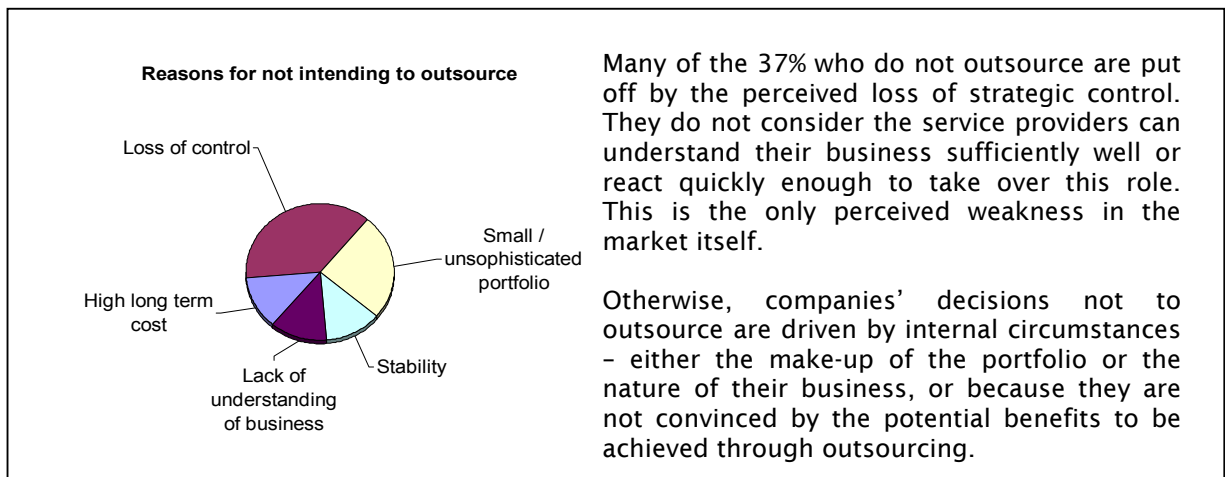 Reasons for not intending to outsource
Loss of control
Small /
unsophisticated
portfolio
High long term
cost
Stability
Lack of
understanding
of business
Many of the 37% who do not outsource are put
off by the perceived loss of strategic control.
They do not consider the service providers can
understand their business sufficiently well or
react quickly enough to take over this role.
This is the only perceived weakness in the
market itself.
Otherwise, companies’ decisions not to
outsource are driven by internal circumstances
– either the make-up of the portfolio or the
nature of their business, or because they are
not convinced by the potential benefits to be
achieved through outsourcing.